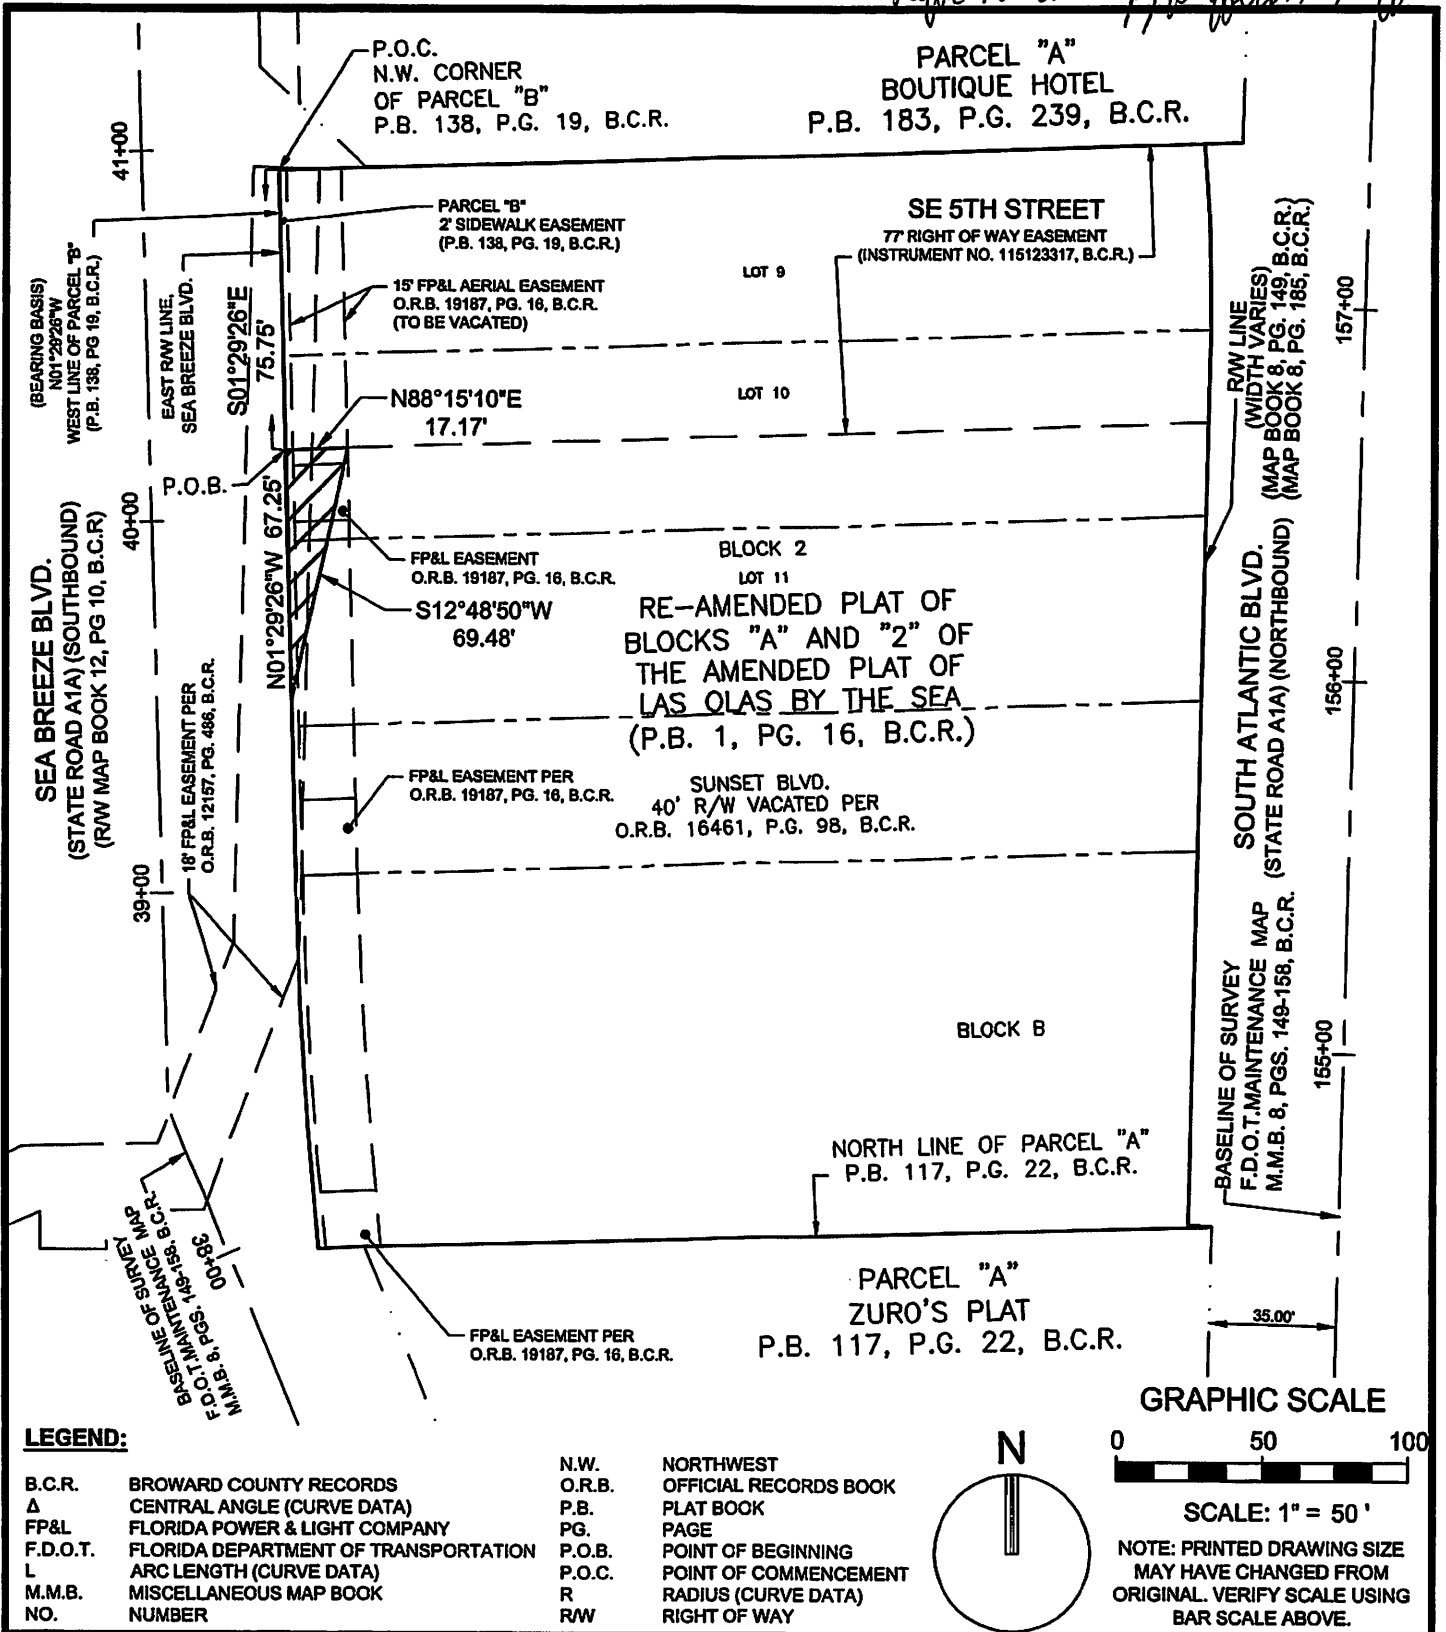 P.O.C.
N.W. CORNER
OF PARCEL "B"
P.B. 138, P.G. 19, B.C.R.
PARCEL "A"
BOUTIQUE HOTEL
P.B. 183, P.G. 239, B.C.R.
41+00
(BEARING BASIS)
N01°29'26"W
WEST LINE OF PARCEL "B"
(P.B. 138, PG 19, B.C.R.)
EAST R/W LINE,
SEA BREEZE BLVD.
S01°29'26"E
75.75'
PARCEL "B"
2' SIDEWALK EASEMENT
(P.B. 138, PG. 19, B.C.R.)
15' FP&L AERIAL EASEMENT
O.R.B. 19187, PG. 16, B.C.R.
(TO BE VACATED)
SE 5TH STREET
77' RIGHT OF WAY EASEMENT
(INSTRUMENT NO. 115123317, B.C.R.)
LOT 9
LOT 10
N88°15'10"E
17.17'
P.O.B.
N01°29'26"W 67.25'
40+00
SEA BREEZE BLVD.
(STATE ROAD A1A) (SOUTHBOUND)
(R/W MAP BOOK 12, PG 10, B.C.R)
FP&L EASEMENT
O.R.B. 19187, PG. 16, B.C.R.
S12°48'50"W
69.48'
BLOCK 2
LOT 11
RE-AMENDED PLAT OF
BLOCKS "A" AND "2" OF
THE AMENDED PLAT OF
LAS OLAS BY THE SEA
(P.B. 1, PG. 16, B.C.R.)
18' FP&L EASEMENT PER
O.R.B. 12157, PG. 486, B.C.R.
39+00
FP&L EASEMENT PER
O.R.B. 19187, PG. 16, B.C.R.
SUNSET BLVD.
40' R/W VACATED PER
O.R.B. 16461, P.G. 98, B.C.R.
R/W LINE
(WIDTH VARIES)
(MAP BOOK 8, PG. 149, B.C.R.)
(MAP BOOK 8, PG. 185, B.C.R.)
157+00
156+00
SOUTH ATLANTIC BLVD.
(STATE ROAD A1A) (NORTHBOUND)
BASELINE OF SURVEY
F.D.O.T.MAINTENANCE MAP
M.M.B. 8, PGS. 149-158, B.C.R.
155+00
BLOCK B
NORTH LINE OF PARCEL "A"
P.B. 117, P.G. 22, B.C.R.
BASELINE OF SURVEY
F.D.O.T.MAINTENANCE MAP
M.M.B. 8, PGS. 149-158, B.C.R.
38+00
PARCEL "A"
ZURO'S PLAT
P.B. 117, P.G. 22, B.C.R.
FP&L EASEMENT PER
O.R.B. 19187, PG. 16, B.C.R.
35.00'
GRAPHIC SCALE
0 50 100
SCALE: 1" = 50 '
NOTE: PRINTED DRAWING SIZE
MAY HAVE CHANGED FROM
ORIGINAL. VERIFY SCALE USING
BAR SCALE ABOVE.
N
LEGEND:
B.C.R. BROWARD COUNTY RECORDS
Δ CENTRAL ANGLE (CURVE DATA)
FP&L FLORIDA POWER & LIGHT COMPANY
F.D.O.T. FLORIDA DEPARTMENT OF TRANSPORTATION
L ARC LENGTH (CURVE DATA)
M.M.B. MISCELLANEOUS MAP BOOK
NO. NUMBER
N.W. NORTHWEST
O.R.B. OFFICIAL RECORDS BOOK
P.B. PLAT BOOK
PG. PAGE
P.O.B. POINT OF BEGINNING
P.O.C. POINT OF COMMENCEMENT
R RADIUS (CURVE DATA)
R/W RIGHT OF WAY